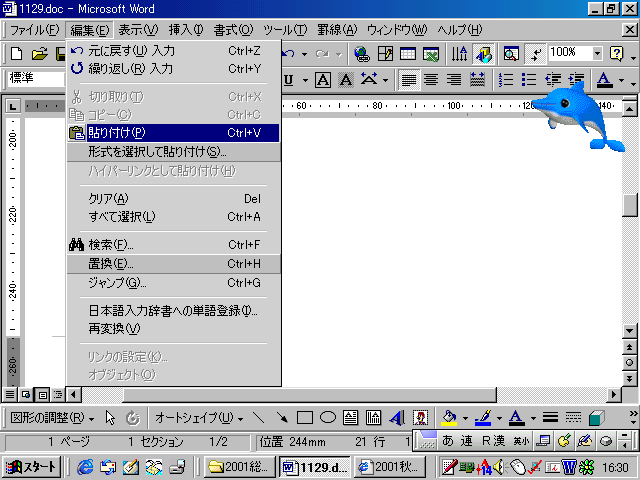 1129.doc - Microsoft Word
ファイル(F) 編集(E) 表示(V) 挿入(I) 書式(O) ツール(T) 罫線(A) ウィンドウ(W) ヘルプ(H)
元に戻す(U) 入力 Ctrl+Z
繰り返し(R) 入力 Ctrl+Y
切り取り(T) Ctrl+X
コピー(C) Ctrl+C
貼り付け(P) Ctrl+V
形式を選択して貼り付け(S)...
ハイパーリンクとして貼り付け(H)
クリア(A) Del
すべて選択(L) Ctrl+A
検索(F)... Ctrl+F
置換(E)... Ctrl+H
ジャンプ(G)... Ctrl+G
日本語入力辞書への単語登録(I)...
再変換(V)
リンクの設定(K)...
オブジェクト(O)
100%
標準
U A A A
60 80 100 120 140
200
220
240
260
図形の調整(R) オートシェイプ(U)
1 ページ 1 セクション 1/2 位置 244mm 21 行 1
あ 連 R漢 英小
スタート 2001総... 1129.d... 2001秋... 16:30